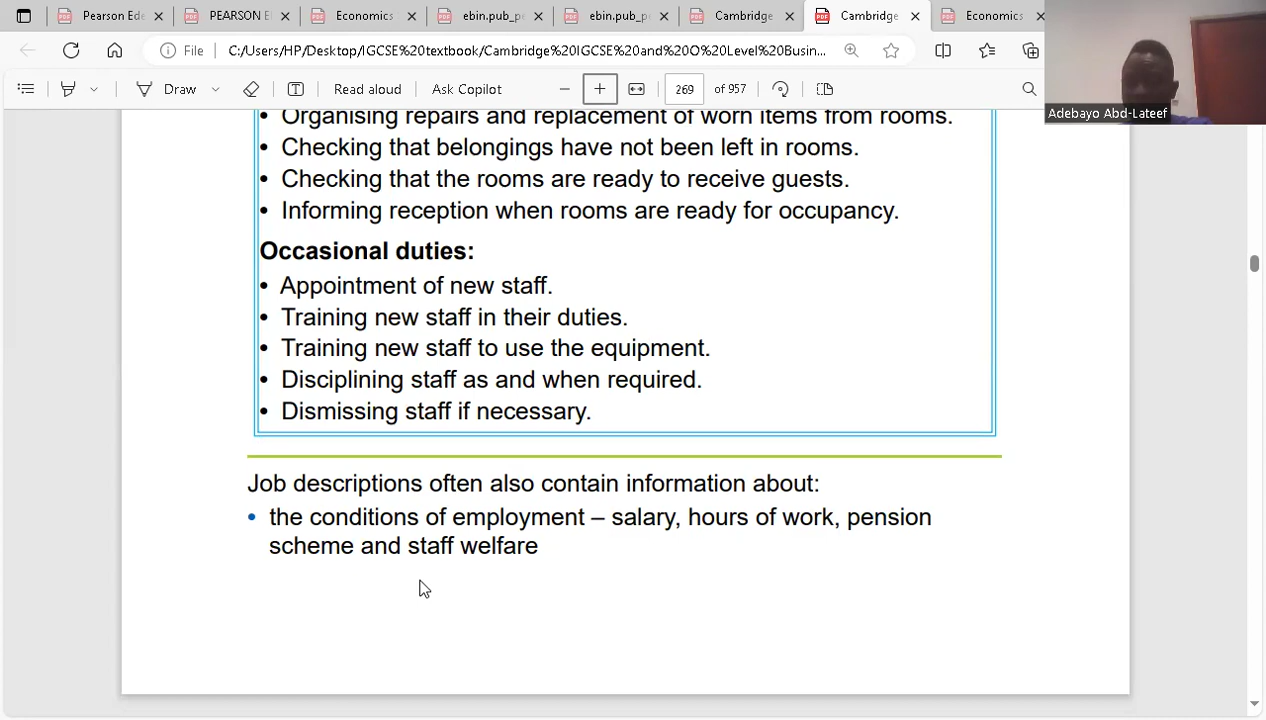 Pearson Ede
PEARSON E
Economics
ebin.pub_p
ebin.pub_p
Cambridge
Cambridge
Economics
File
C:/Users/HP/Desktop/IGCSE%20textbook/Cambridge%20IGCSE%20and%20O%20Level%20Busin...
Draw
Read aloud
Ask Copilot
269
of 957
Adebayo Abd-Lateef
• Organising repairs and replacement of worn items from rooms.
• Checking that belongings have not been left in rooms.
• Checking that the rooms are ready to receive guests.
• Informing reception when rooms are ready for occupancy.
Occasional duties:
• Appointment of new staff.
• Training new staff in their duties.
• Training new staff to use the equipment.
• Disciplining staff as and when required.
• Dismissing staff if necessary.
Job descriptions often also contain information about:
• the conditions of employment – salary, hours of work, pension
scheme and staff welfare